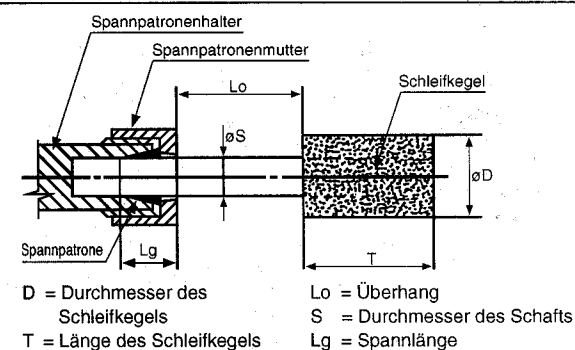 Spannpatronenhalter
Spannpatronenmutter
Lo
Schleifkegel
øS
øD
Spannpatrone
Lg
T
D = Durchmesser des
Schleifkegels
T = Länge des Schleifkegels
Lo = Überhang
S = Durchmesser des Schafts
Lg = Spannlänge